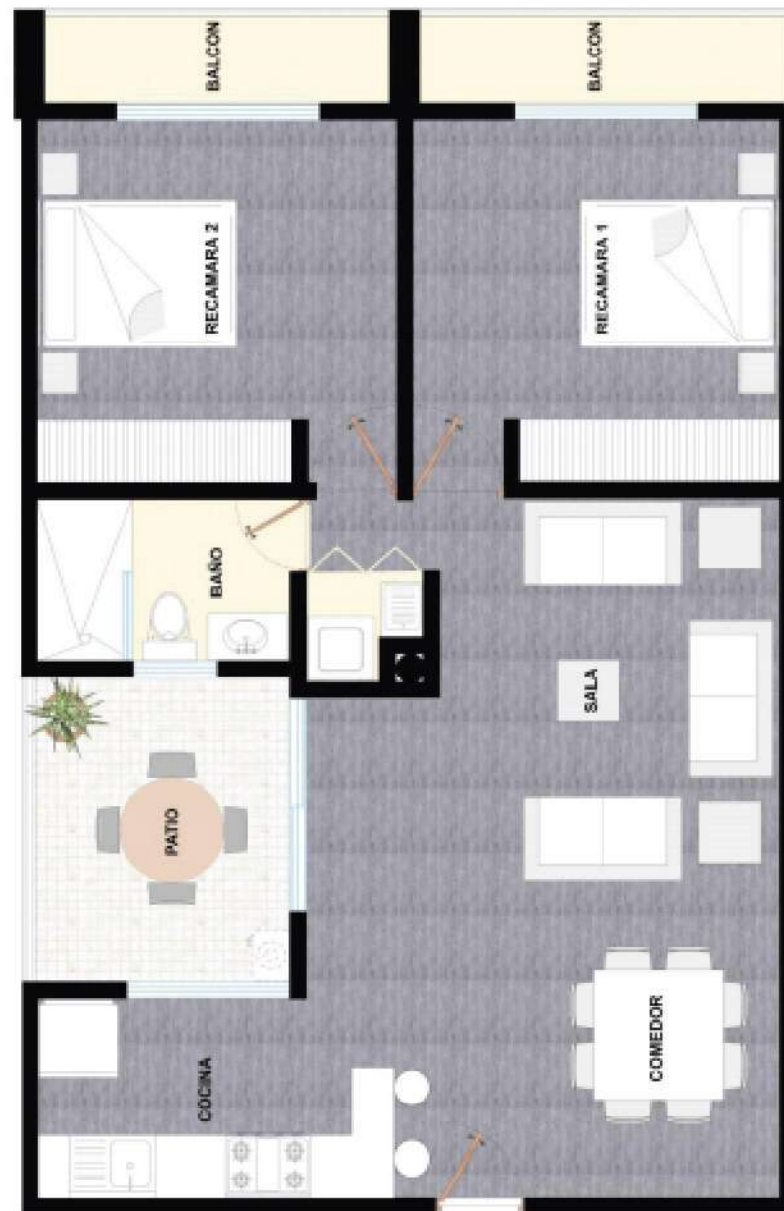 BALCON
BALCON
RECAMARA 2
RECAMARA 1
BAÑO
SALA
PATIO
COCINA
COMEDOR